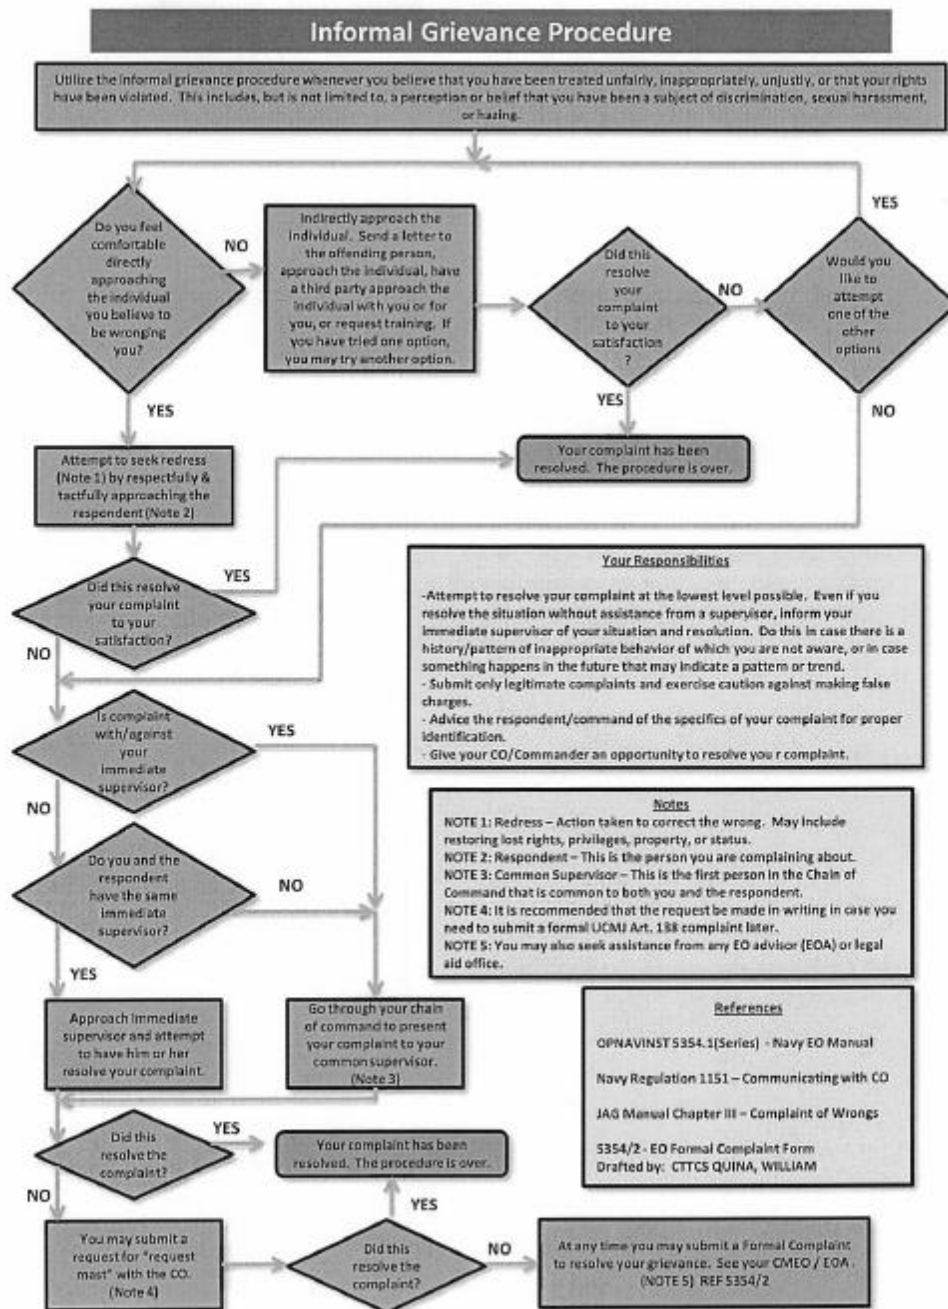 Informal Grievance Procedure
Utilize the informal grievance procedure whenever you believe that you have been treated unfairly, inappropriately, unjustly, or that your rights
have been violated. This includes, but is not limited to, a perception or belief that you have been a subject of discrimination, sexual harassment,
or hazing.
Do you feel
comfortable
directly
approaching
the individual
you believe to
be wronging
you?
NO
Indirectly approach the
individual. Send a letter to
the offending person,
approach the individual, have
a third party approach the
individual with you or for
you, or request training. If
you have tried one option,
you may try another option.
Did this
resolve
your
complaint
to your
satisfaction
?
NO
YES
Would you
like to
attempt
one of the
other
options
YES
YES
NO
Attempt to seek redress
(Note 1) by respectfully &
tactfully approaching the
respondent (Note 2)
Your complaint has been
resolved. The procedure is over.
Did this resolve
your complaint
to your
satisfaction?
YES
NO
Your Responsibilities
-Attempt to resolve your complaint at the lowest level possible. Even if you
resolve the situation without assistance from a supervisor, inform your
immediate supervisor of your situation and resolution. Do this in case there is a
history/pattern of inappropriate behavior of which you are not aware, or in case
something happens in the future that may indicate a pattern or trend.
- Submit only legitimate complaints and exercise caution against making false
charges.
- Advice the respondent/command of the specifics of your complaint for proper
identification.
- Give your CO/Commander an opportunity to resolve you r complaint.
Is complaint
with/against
your
immediate
supervisor?
YES
NO
Do you and the
respondent
have the same
immediate
supervisor?
NO
YES
Notes
NOTE 1: Redress – Action taken to correct the wrong. May include
restoring lost rights, privileges, property, or status.
NOTE 2: Respondent – This is the person you are complaining about.
NOTE 3: Common Supervisor – This is the first person in the Chain of
Command that is common to both you and the respondent.
NOTE 4: It is recommended that the request be made in writing in case you
need to submit a formal UCMJ Art. 138 complaint later.
NOTE 5: You may also seek assistance from any EO advisor (EOA) or legal
aid office.
Approach immediate
supervisor and attempt
to have him or her
resolve your complaint.
Go through your chain
of command to present
your complaint to your
common supervisor.
(Note 3)
References
OPNAVINST 5354.1(Series) - Navy EO Manual
Navy Regulation 1151 – Communicating with CO
JAG Manual Chapter III – Complaint of Wrongs
5354/2 - EO Formal Complaint Form
Drafted by: CTTCS QUINA, WILLIAM
Did this
resolve the
complaint?
YES
NO
Your complaint has been
resolved. The procedure is over.
YES
You may submit a
request for "request
mast" with the CO.
(Note 4)
Did this
resolve the
complaint?
NO
At any time you may submit a Formal Complaint
to resolve your grievance. See your CMEO / EOA .
(NOTE 5) REF 5354/2